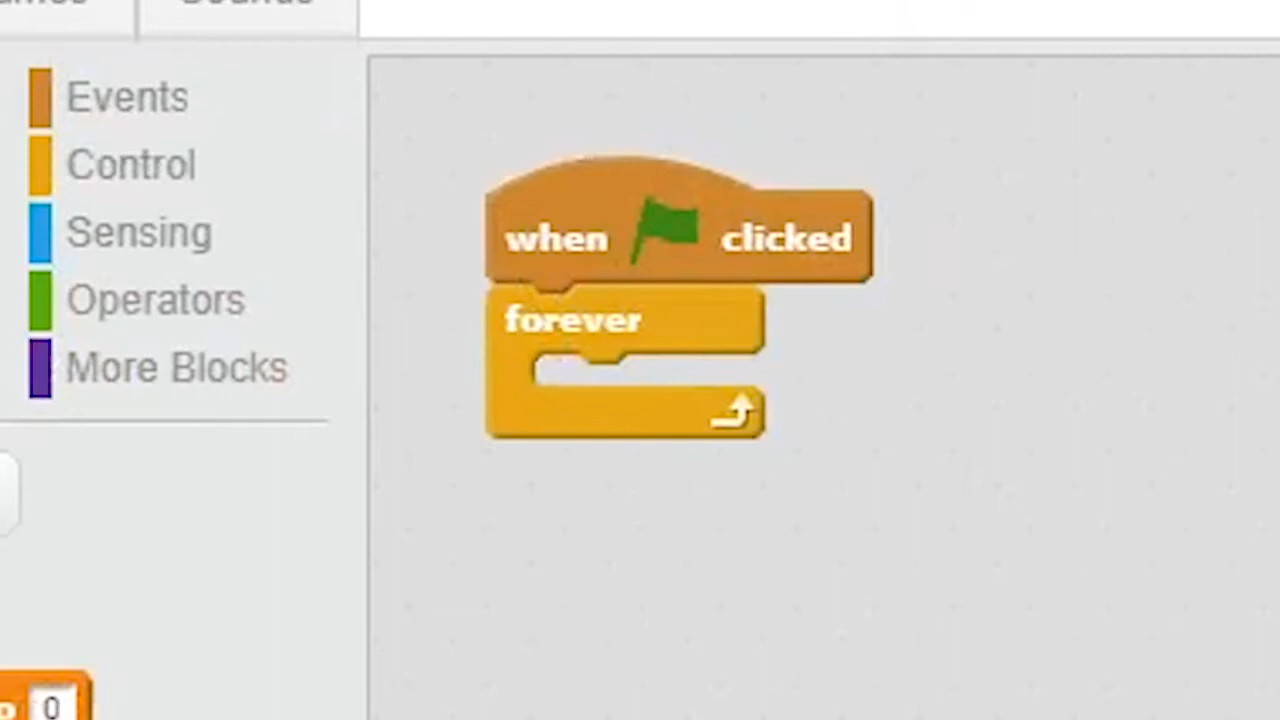 Events
Control
Sensing
Operators
More Blocks
when clicked
forever
0